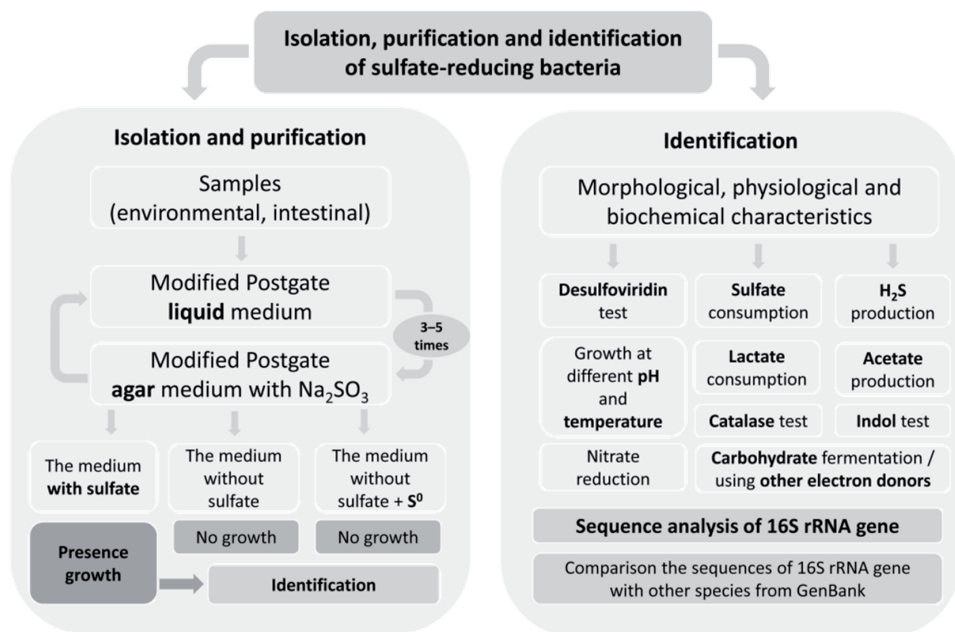 Isolation, purification and identification
of sulfate-reducing bacteria
Isolation and purification
Samples
(environmental, intestinal)
Modified Postgate
liquid medium
3–5
times
Modified Postgate
agar medium with Na₂SO₃
The medium
with sulfate
The medium
without
sulfate
The medium
without
sulfate + S⁰
Presence
growth
No growth
No growth
Identification
Identification
Morphological, physiological and
biochemical characteristics
Desulfoviridin
test
Sulfate
consumption
H₂S
production
Growth at
different pH
and
temperature
Lactate
consumption
Acetate
production
Catalase test
Indol test
Nitrate
reduction
Carbohydrate fermentation /
using other electron donors
Sequence analysis of 16S rRNA gene
Comparison the sequences of 16S rRNA gene
with other species from GenBank